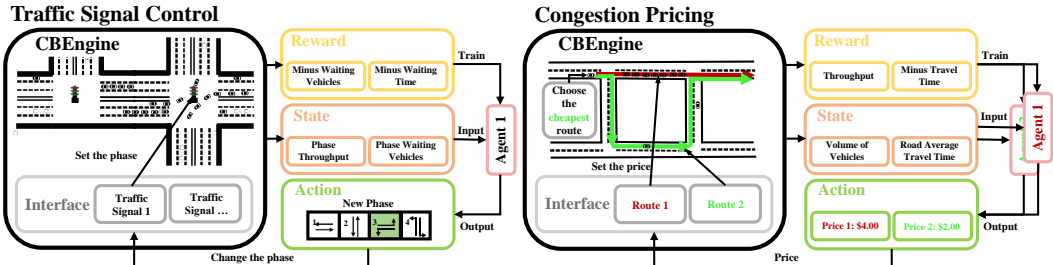 Traffic Signal Control
CBEngine
Set the phase
Interface
Traffic
Signal 1
Traffic
Signal ...
Reward
Minus Waiting
Vehicles
Minus Waiting
Time
Train
State
Phase
Throughput
Phase Waiting
Vehicles
Input
Agent 1
Action
New Phase
1
2
3
4
Output
Change the phase
Congestion Pricing
CBEngine
Choose
the
cheapest
route
Set the price
Interface
Route 1
Route 2
Reward
Throughput
Minus Travel
Time
Train
State
Volume of
Vehicles
Road Average
Travel Time
Input
Agent 1
Action
Price 1: $4.00
Price 2: $2.00
Output
Price